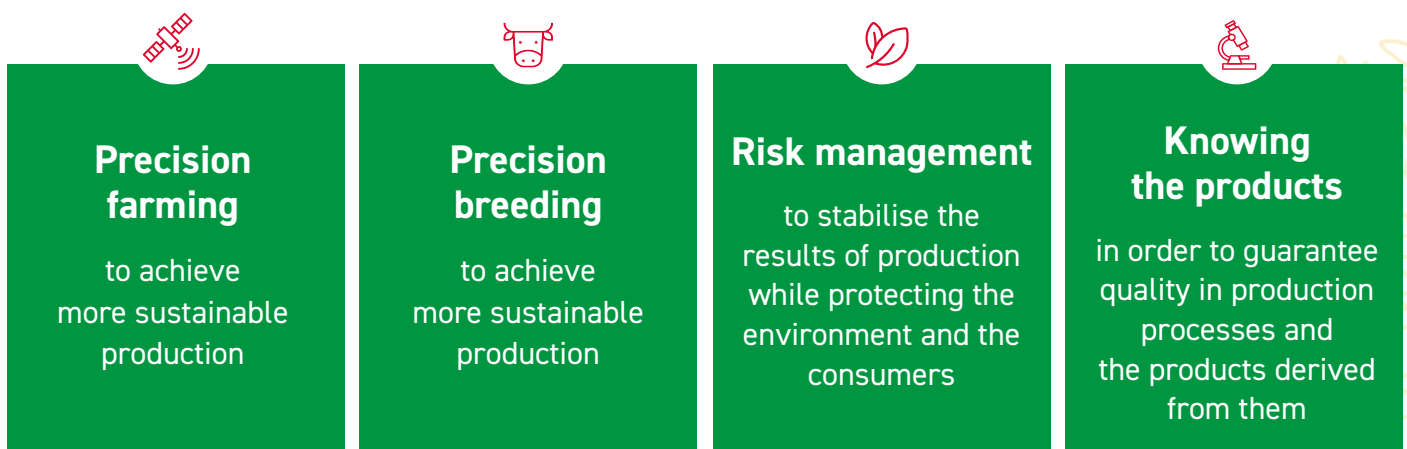 Precision
farming
to achieve
more sustainable
production
Precision
breeding
to achieve
more sustainable
production
Risk management
to stabilise the
results of production
while protecting the
environment and the
consumers
Knowing
the products
in order to guarantee
quality in production
processes and
the products derived
from them